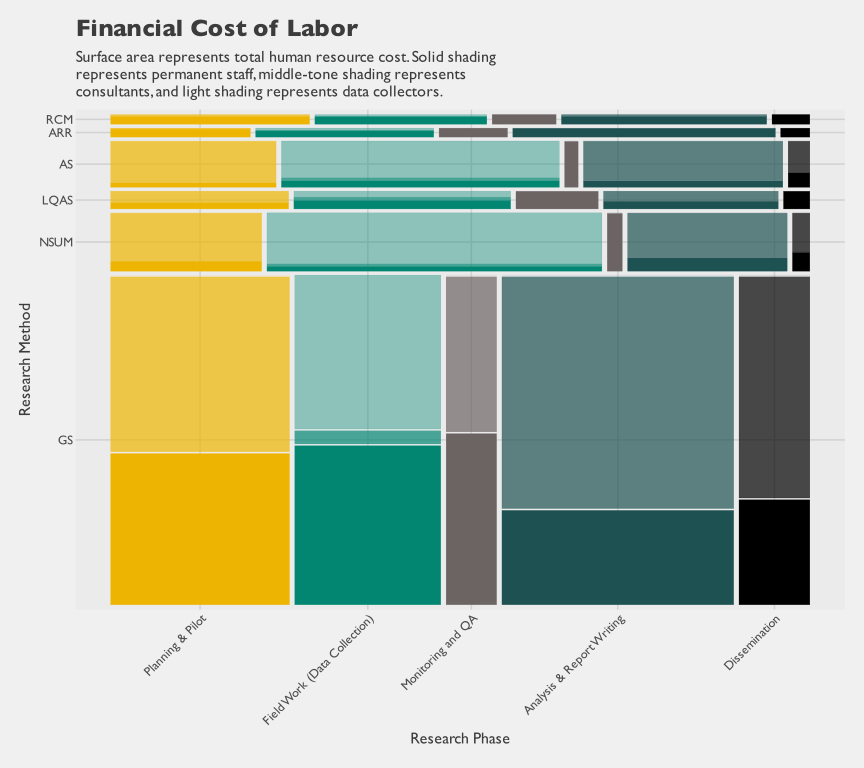 Financial Cost of Labor
Surface area represents total human resource cost. Solid shading
represents permanent staff, middle-tone shading represents
consultants, and light shading represents data collectors.
RCM
ARR
AS
LQAS
NSUM
GS
Research Method
Planning & Pilot
Field Work (Data Collection)
Monitoring and QA
Analysis & Report Writing
Dissemination
Research Phase